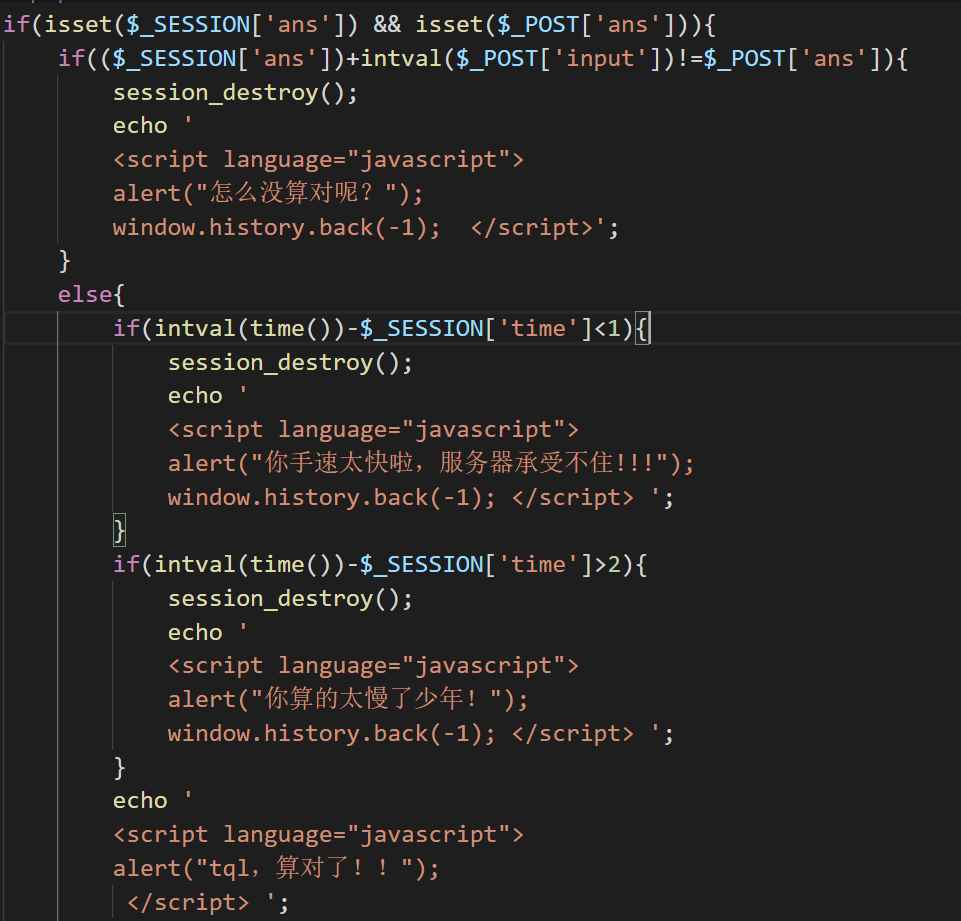 if(isset($_SESSION['ans']) && isset($_POST['ans'])){
if(($_SESSION['ans'])+intval($_POST['input'])!=$_POST['ans']){
session_destroy();
echo '
<script language="javascript">
alert("怎么没算对呢？");
window.history.back(-1);  </script>';
}
else{
if(intval(time())-$_SESSION['time']<1){
session_destroy();
echo '
<script language="javascript">
alert("你手速太快啦，服务器承受不住!!!");
window.history.back(-1); </script> ';
}
if(intval(time())-$_SESSION['time']>2){
session_destroy();
echo '
<script language="javascript">
alert("你算的太慢了少年！");
window.history.back(-1); </script> ';
}
echo '
<script language="javascript">
alert("tql，算对了！！");
</script> ';